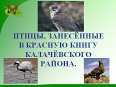 ПТИЦЫ, ЗАНЕСЁННЫЕ
В КРАСНУЮ КНИГУ
КАЛАЧЁВСКОГО
РАЙОНА.